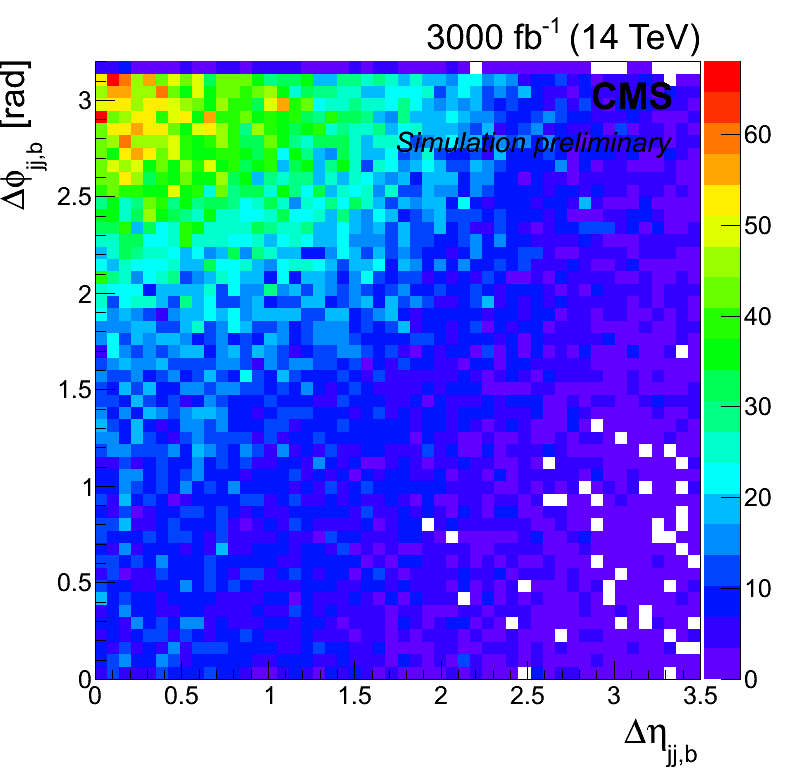 3000 fb⁻¹ (14 TeV)
CMS
Simulation preliminary
Δϕjj,b [rad]
3
2.5
2
1.5
1
0.5
0
0 0.5 1 1.5 2 2.5 3 3.5
Δηjj,b
60
50
40
30
20
10
0